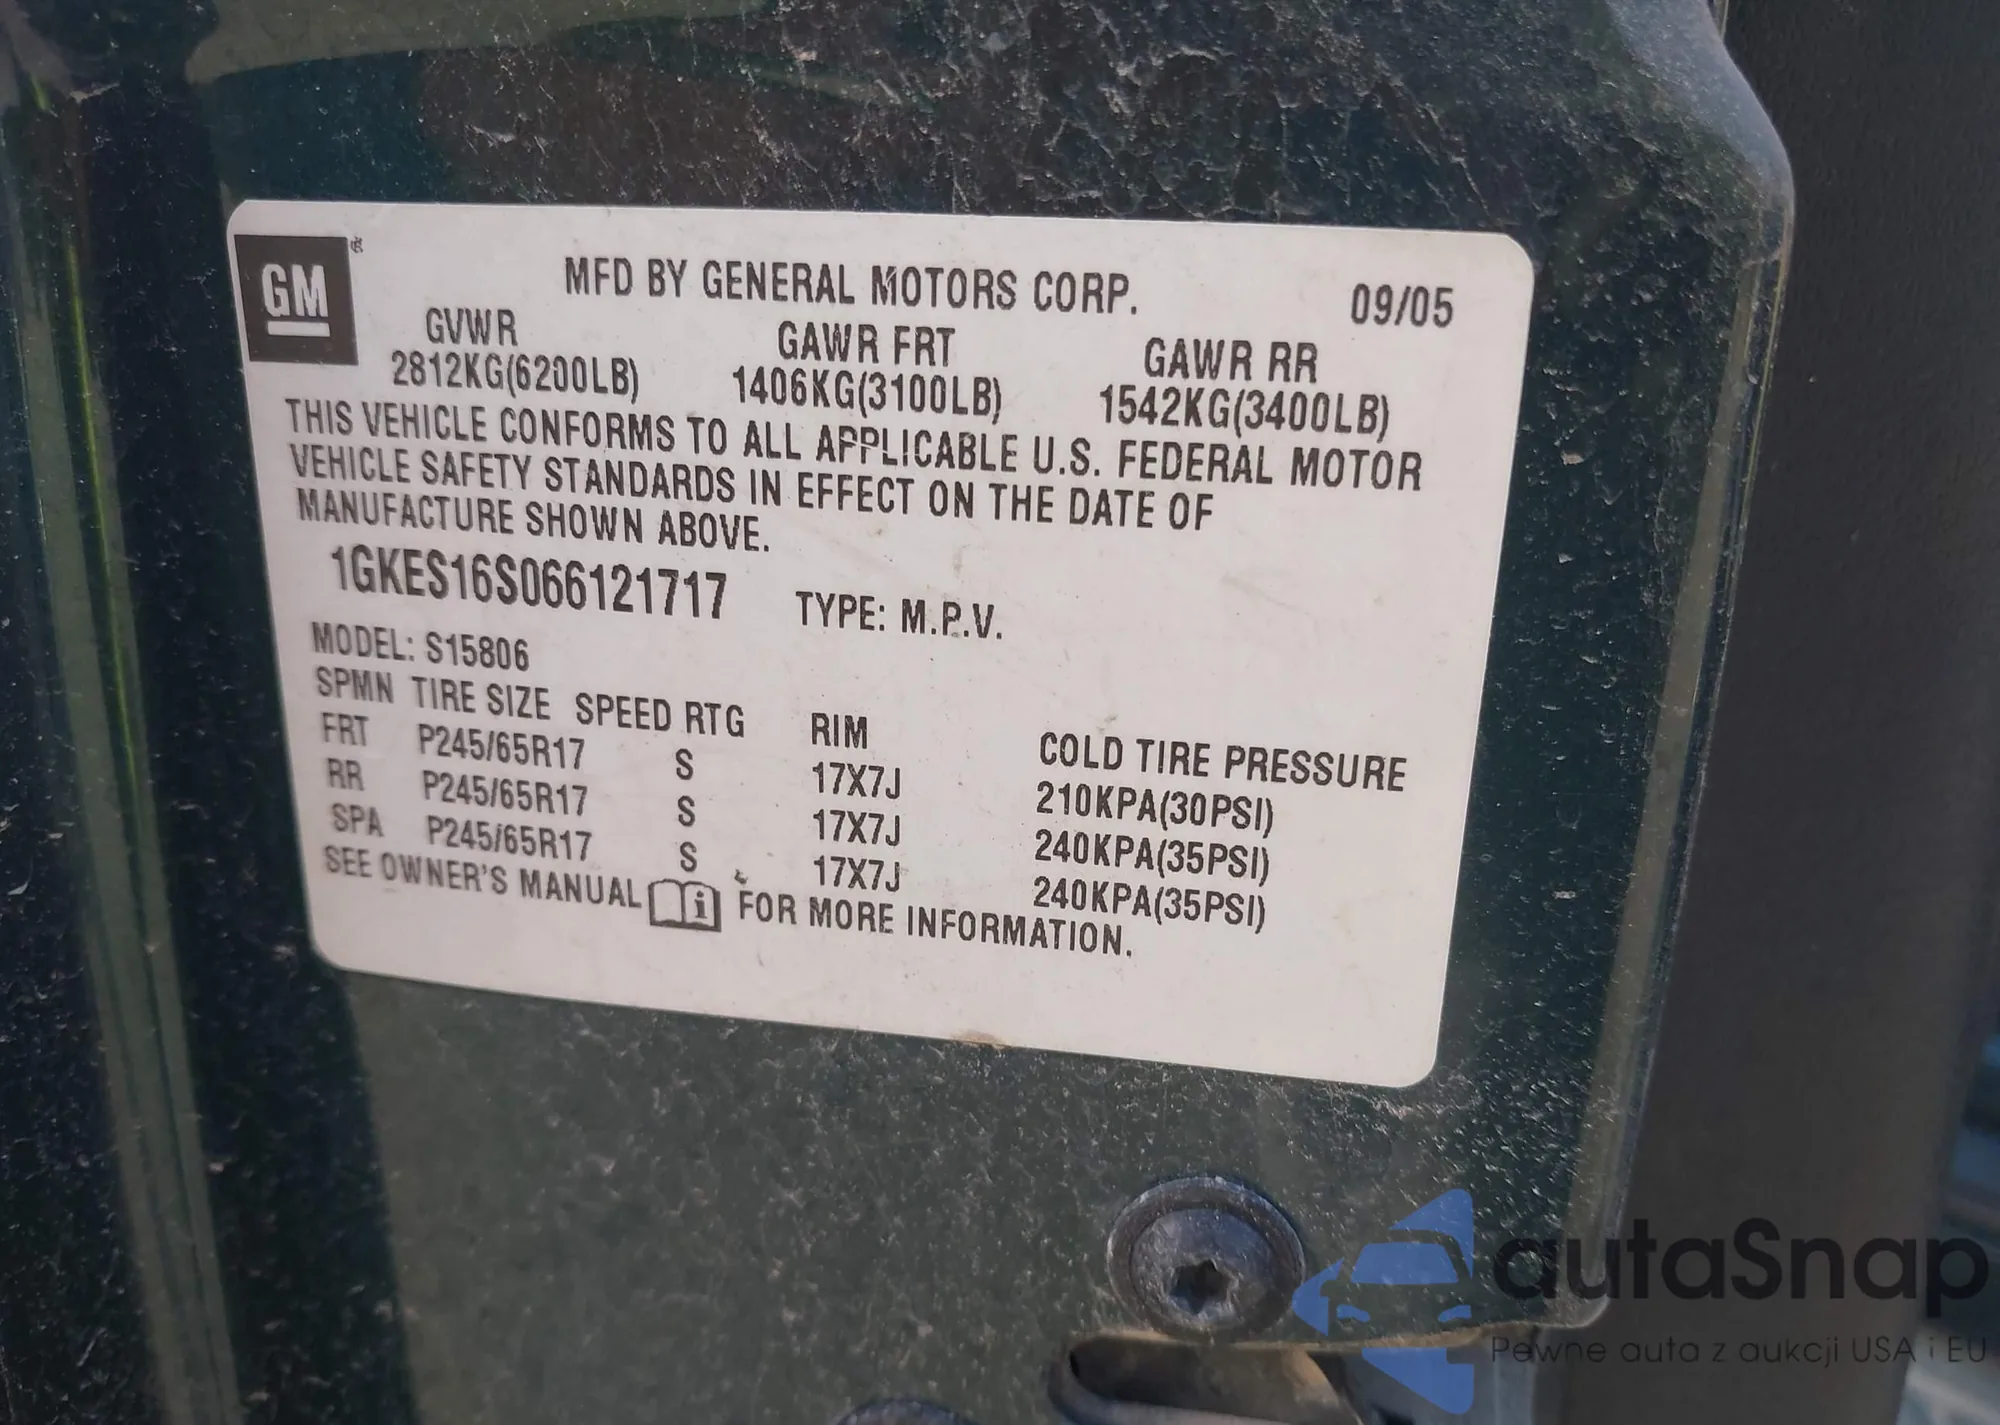 GM
MFD BY GENERAL MOTORS CORP. 09/05
GVWR GAWR FRT GAWR RR
2812KG(6200LB) 1406KG(3100LB) 1542KG(3400LB)
THIS VEHICLE CONFORMS TO ALL APPLICABLE U.S. FEDERAL MOTOR
VEHICLE SAFETY STANDARDS IN EFFECT ON THE DATE OF
MANUFACTURE SHOWN ABOVE.
1GKES16S066121717 TYPE: M.P.V.
MODEL: S15806
SPMN TIRE SIZE SPEED RTG RIM COLD TIRE PRESSURE
FRT P245/65R17 S 17X7J 210KPA(30PSI)
RR P245/65R17 S 17X7J 240KPA(35PSI)
SPA P245/65R17 S 17X7J 240KPA(35PSI)
SEE OWNER'S MANUAL FOR MORE INFORMATION.
autaSnap
Pewne auta z aukcji USA i EU